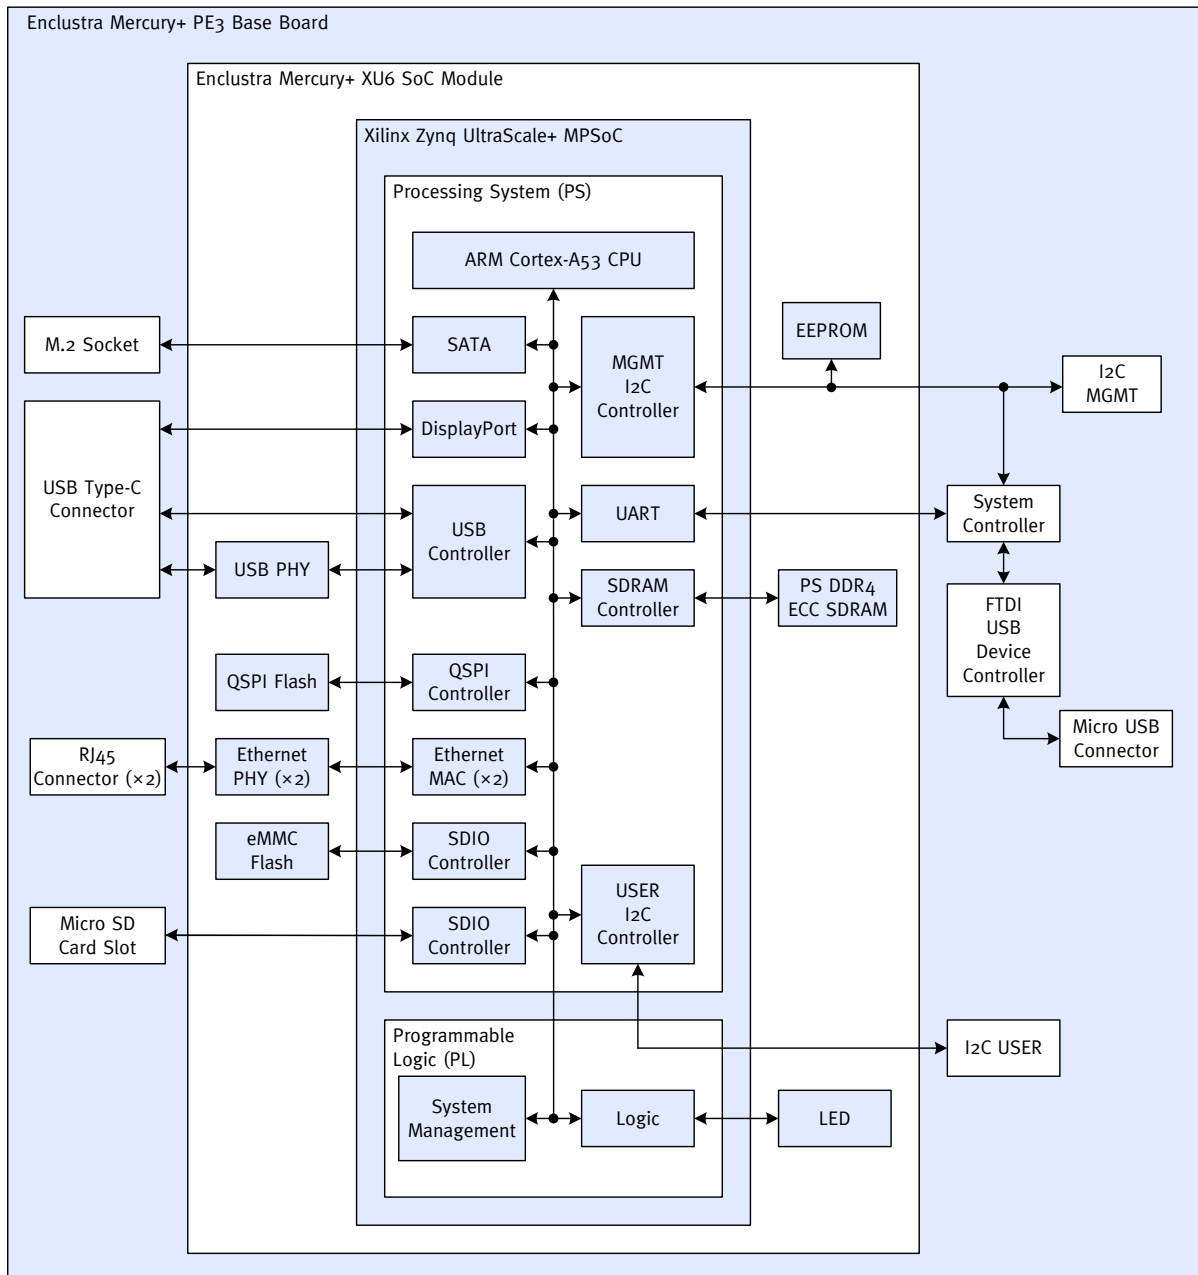 Enclustra Mercury+ PE3 Base Board
Enclustra Mercury+ XU6 SoC Module
Xilinx Zynq UltraScale+ MPSoC
Processing System (PS)
ARM Cortex-A53 CPU
M.2 Socket
SATA
MGMT
I2C
Controller
EEPROM
I2C
MGMT
DisplayPort
USB Type-C
Connector
USB
Controller
UART
System
Controller
USB PHY
SDRAM
Controller
PS DDR4
ECC SDRAM
FTDI
USB
Device
Controller
QSPI Flash
QSPI
Controller
Micro USB
Connector
RJ45
Connector (×2)
Ethernet
PHY (×2)
Ethernet
MAC (×2)
eMMC
Flash
SDIO
Controller
USER
I2C
Controller
Micro SD
Card Slot
SDIO
Controller
Programmable
Logic (PL)
I2C USER
System
Management
Logic
LED